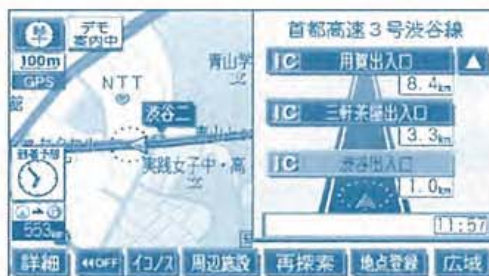 デモ
案内中
100m
GPS
NTT
青山学
渋谷二
実践女子中・高
553km
首都高速3号渋谷線
IC 用賀出入口
8.4km
IC 三軒茶屋出入口
3.3km
IC 渋谷出入口
1.0km
11:57
詳細 ◀◀OFF イコノス 周辺施設 再探索 地点登録 広域